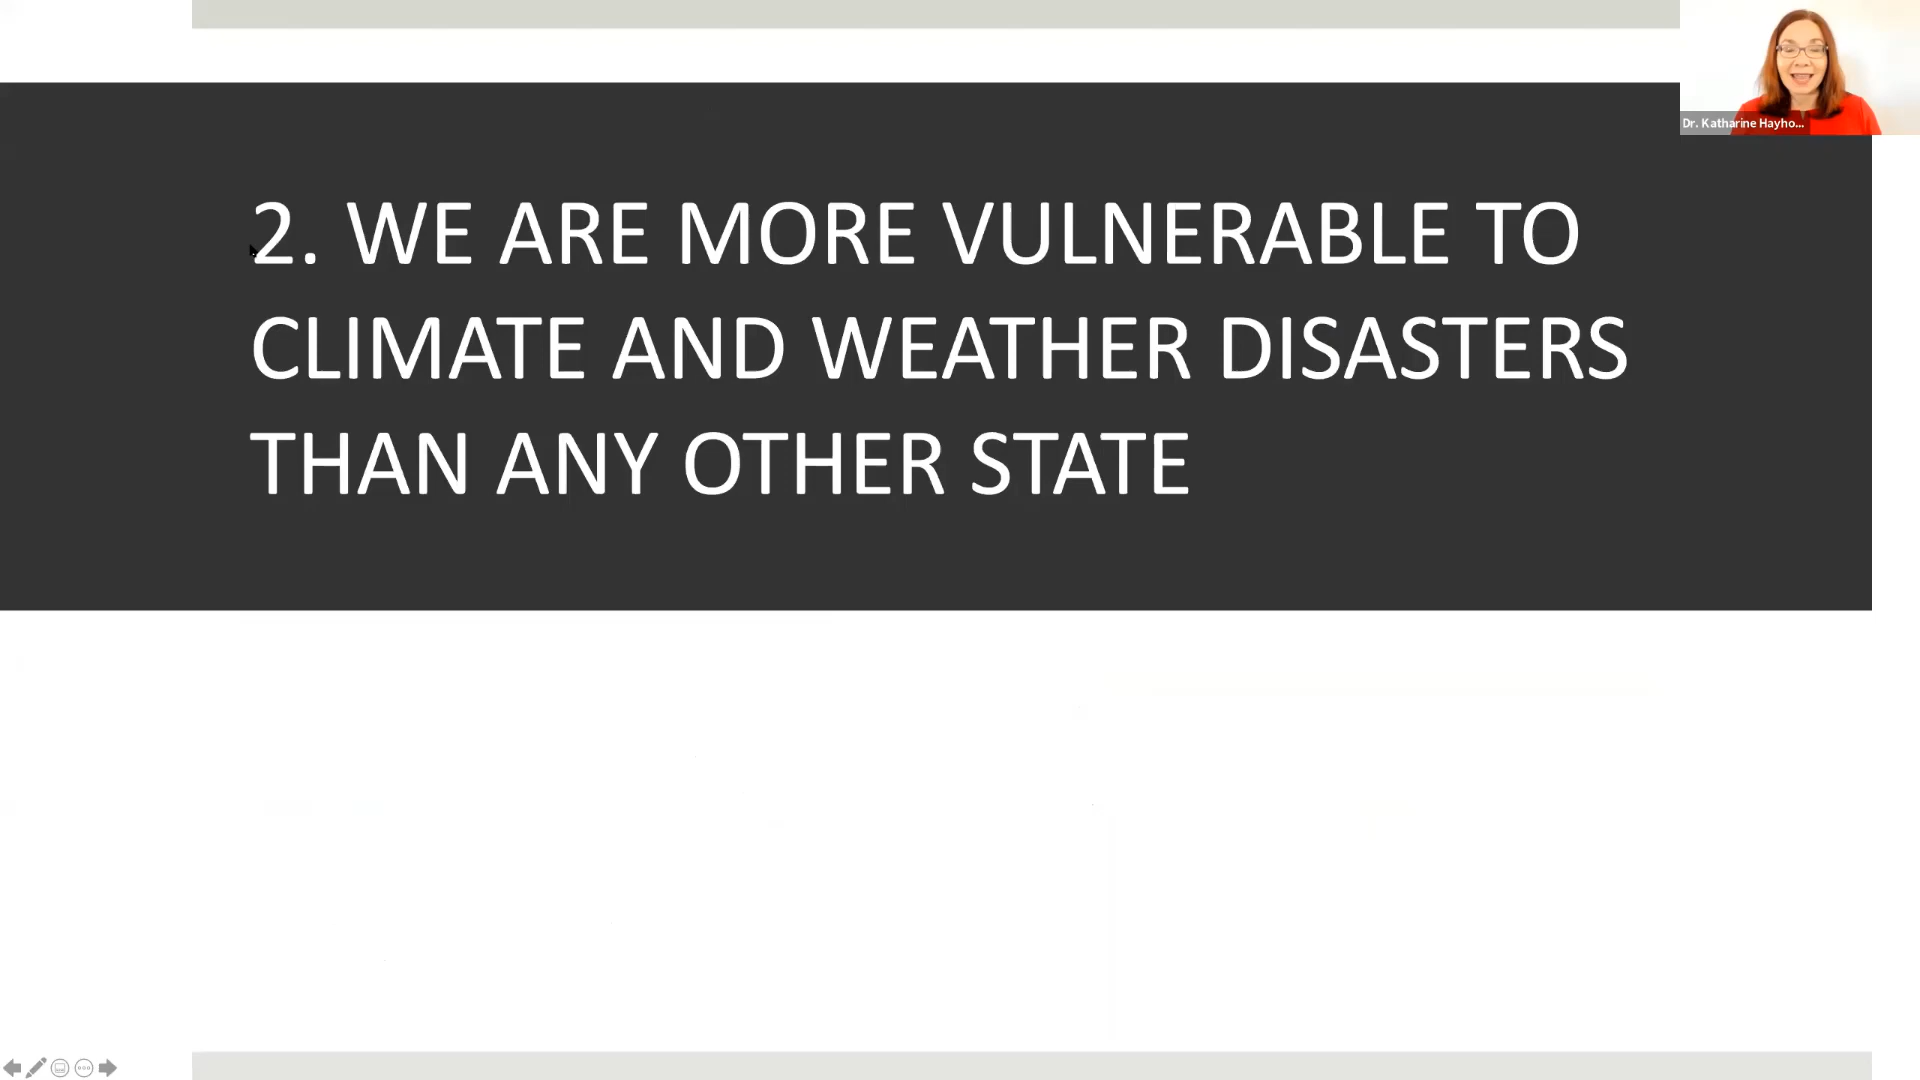 Dr. Katharine Hayho...
2. WE ARE MORE VULNERABLE TO
CLIMATE AND WEATHER DISASTERS
THAN ANY OTHER STATE